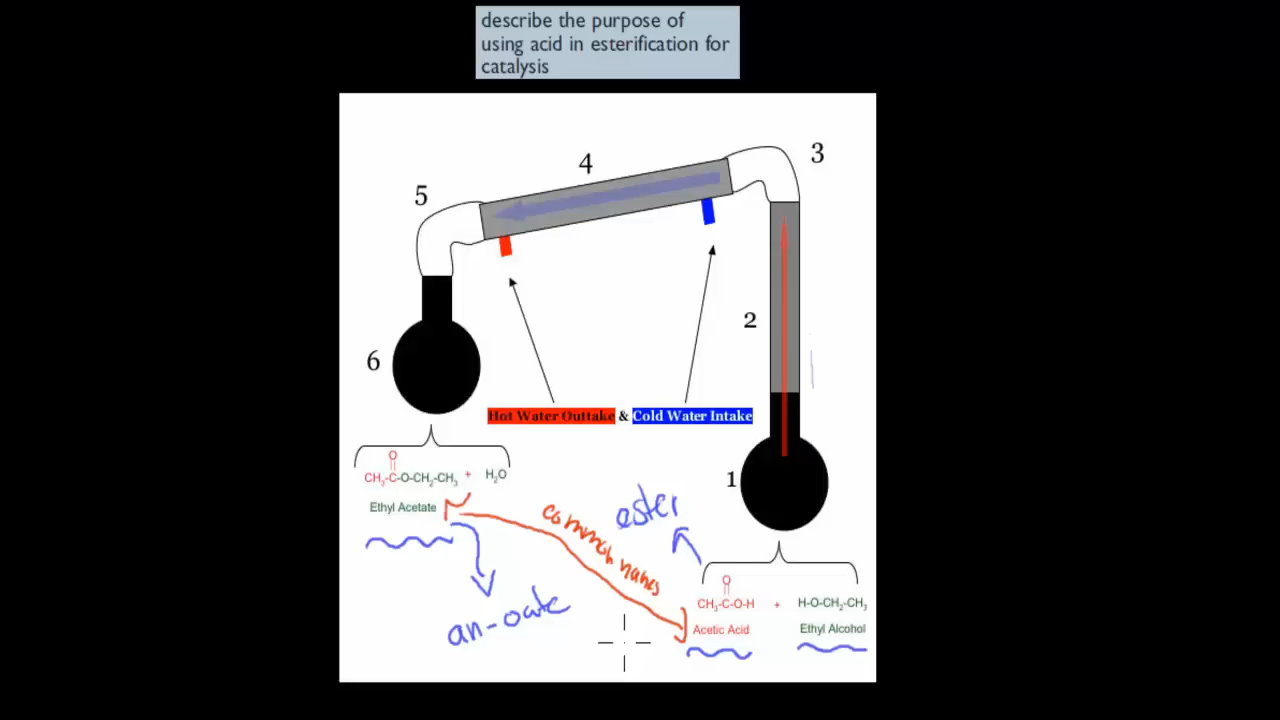 describe the purpose of
using acid in esterification for
catalysis
4
3
5
2
6
Hot Water Outtake & Cold Water Intake
1
O
CH3-C-O-CH2-CH3 + H2O
Ethyl Acetate
common names
ester
an-oate
O
CH3-C-O-H + H-O-CH2-CH3
Acetic Acid Ethyl Alcohol